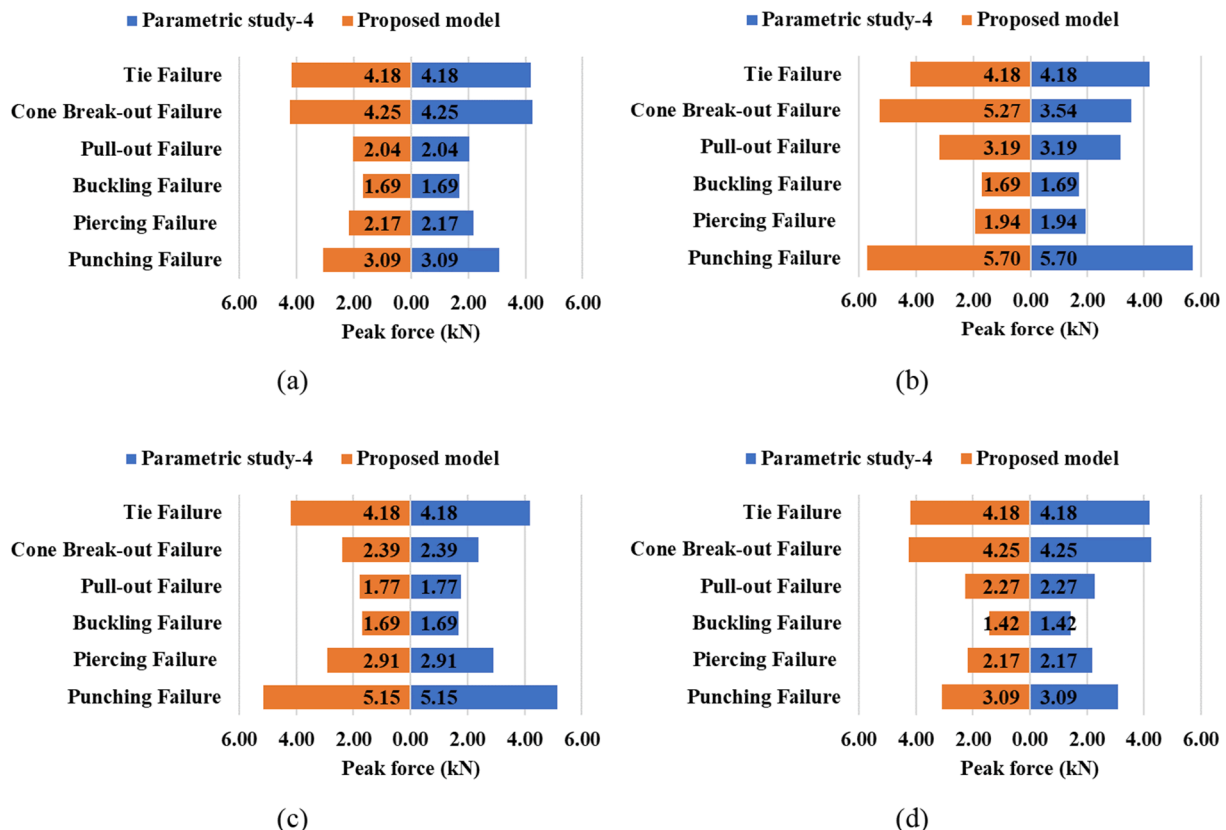 Parametric study-4 Proposed model
Tie Failure 4.18 4.18
Cone Break-out Failure 4.25 4.25
Pull-out Failure 2.04 2.04
Buckling Failure 1.69 1.69
Piercing Failure 2.17 2.17
Punching Failure 3.09 3.09
6.00 4.00 2.00 0.00 2.00 4.00 6.00
Peak force (kN)
(a)
Parametric study-4 Proposed model
Tie Failure 4.18 4.18
Cone Break-out Failure 5.27 3.54
Pull-out Failure 3.19 3.19
Buckling Failure 1.69 1.69
Piercing Failure 1.94 1.94
Punching Failure 5.70 5.70
6.00 4.00 2.00 0.00 2.00 4.00 6.00
Peak force (kN)
(b)
Parametric study-4 Proposed model
Tie Failure 4.18 4.18
Cone Break-out Failure 2.39 2.39
Pull-out Failure 1.77 1.77
Buckling Failure 1.69 1.69
Piercing Failure 2.91 2.91
Punching Failure 5.15 5.15
6.00 4.00 2.00 0.00 2.00 4.00 6.00
Peak force (kN)
(c)
Parametric study-4 Proposed model
Tie Failure 4.18 4.18
Cone Break-out Failure 4.25 4.25
Pull-out Failure 2.27 2.27
Buckling Failure 1.42 1.42
Piercing Failure 2.17 2.17
Punching Failure 3.09 3.09
6.00 4.00 2.00 0.00 2.00 4.00 6.00
Peak force (kN)
(d)